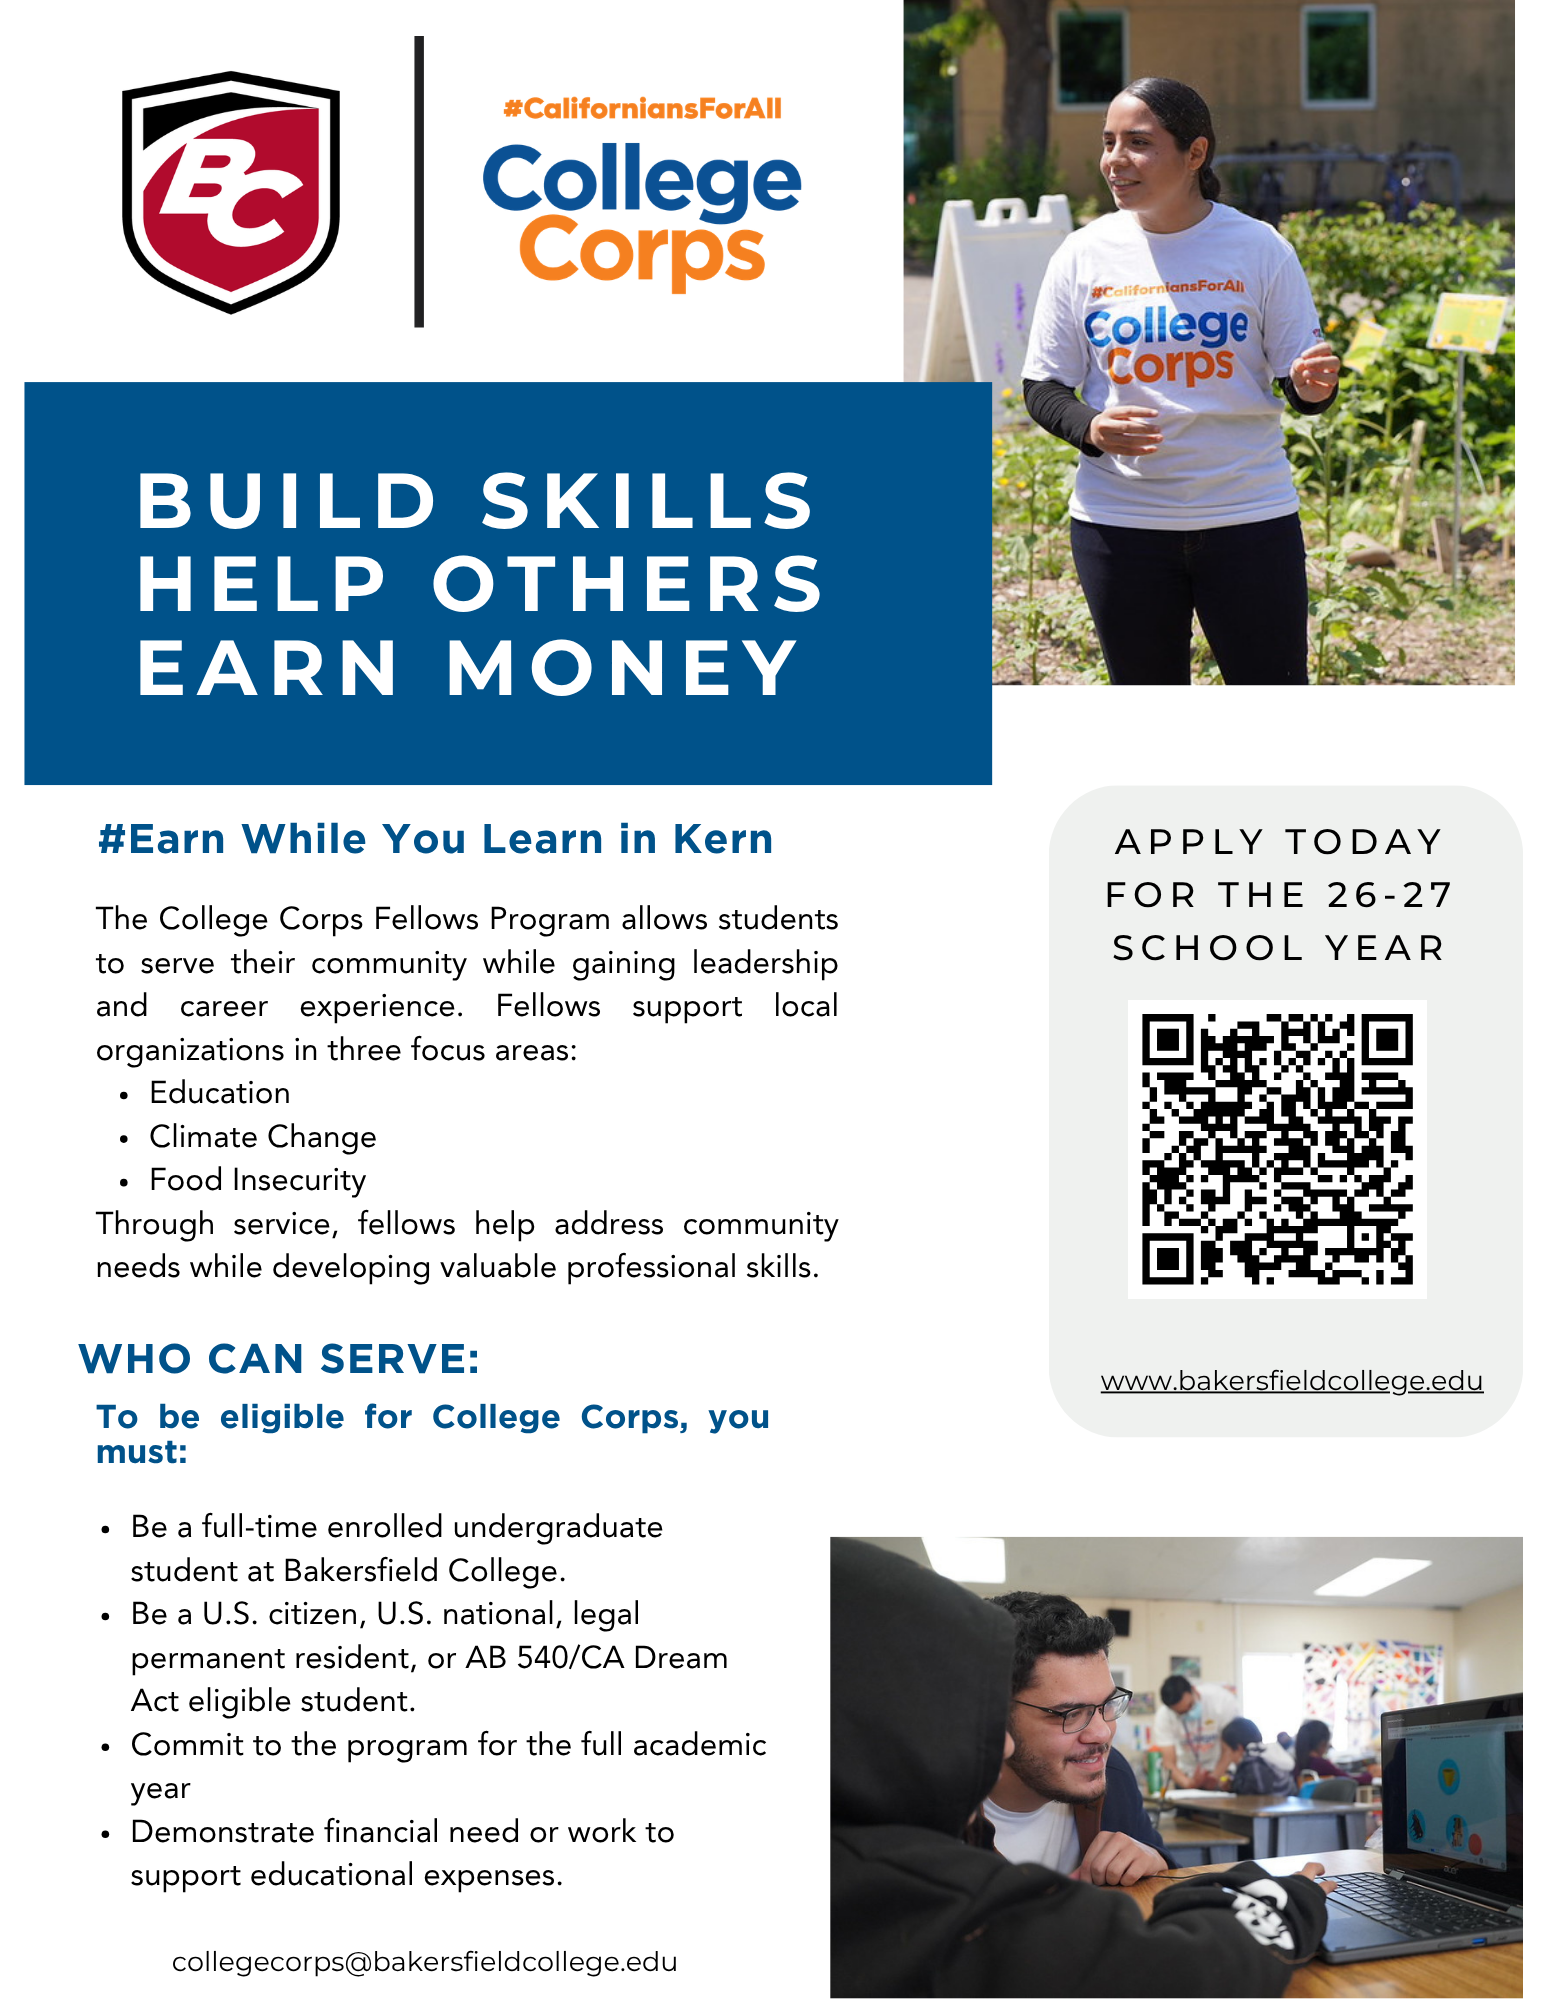 BC
#CaliforniansForAll
College
Corps
#CaliforniansForAll
College
Corps
BUILD SKILLS
HELP OTHERS
EARN MONEY
#Earn While You Learn in Kern
The College Corps Fellows Program allows students
to serve their community while gaining leadership
and career experience. Fellows support local
organizations in three focus areas:
• Education
• Climate Change
• Food Insecurity
Through service, fellows help address community
needs while developing valuable professional skills.
APPLY TODAY
FOR THE 26-27
SCHOOL YEAR
www.bakersfieldcollege.edu
WHO CAN SERVE:
To be eligible for College Corps, you
must:
• Be a full-time enrolled undergraduate
student at Bakersfield College.
• Be a U.S. citizen, U.S. national, legal
permanent resident, or AB 540/CA Dream
Act eligible student.
• Commit to the program for the full academic
year
• Demonstrate financial need or work to
support educational expenses.
collegecorps@bakersfieldcollege.edu
acer